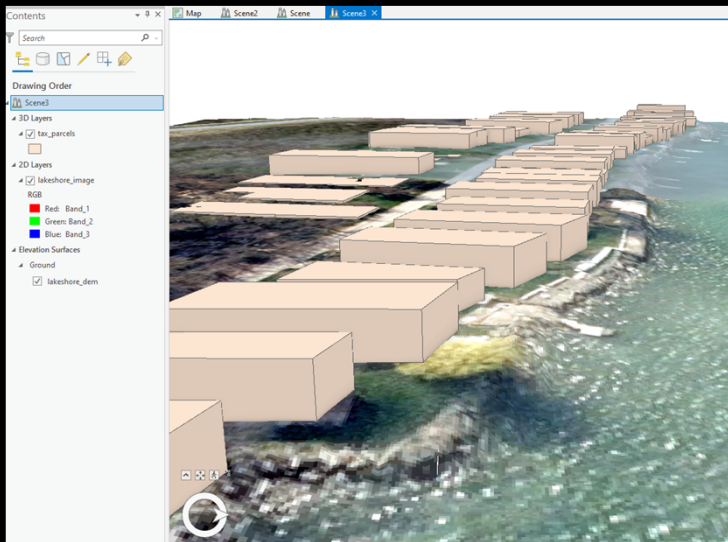 Contents
Map
Scene2
Scene
Scene3
Search
Drawing Order
Scene3
3D Layers
tax_parcels
2D Layers
lakeshore_image
RGB
Red: Band_1
Green: Band_2
Blue: Band_3
Elevation Surfaces
Ground
lakeshore_dem